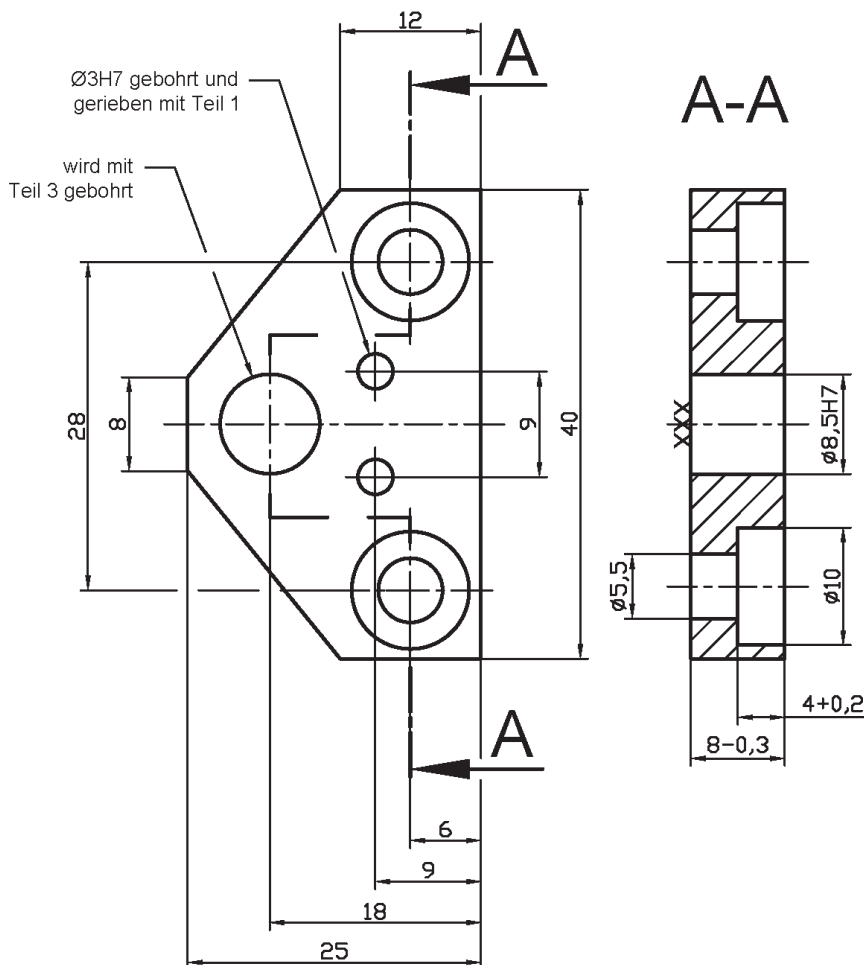 12
A
Ø3H7 gebohrt und
gerieben mit Teil 1
A-A
wird mit
Teil 3 gebohrt
28
8
9
40
XXX
Ø8,5H7
Ø5,5
Ø10
4+0,2
8-0,3
A
6
9
18
25